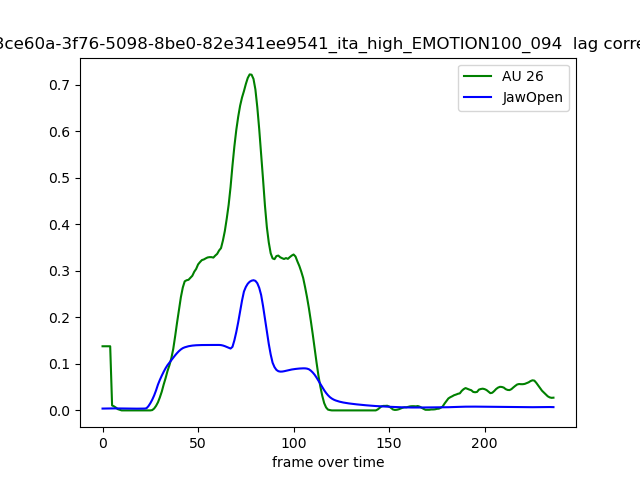 3ce60a-3f76-5098-8be0-82e341ee9541_ita_high_EMOTION100_094 lag corre
AU 26
JawOpen
0.7
0.6
0.5
0.4
0.3
0.2
0.1
0.0
0 50 100 150 200
frame over time